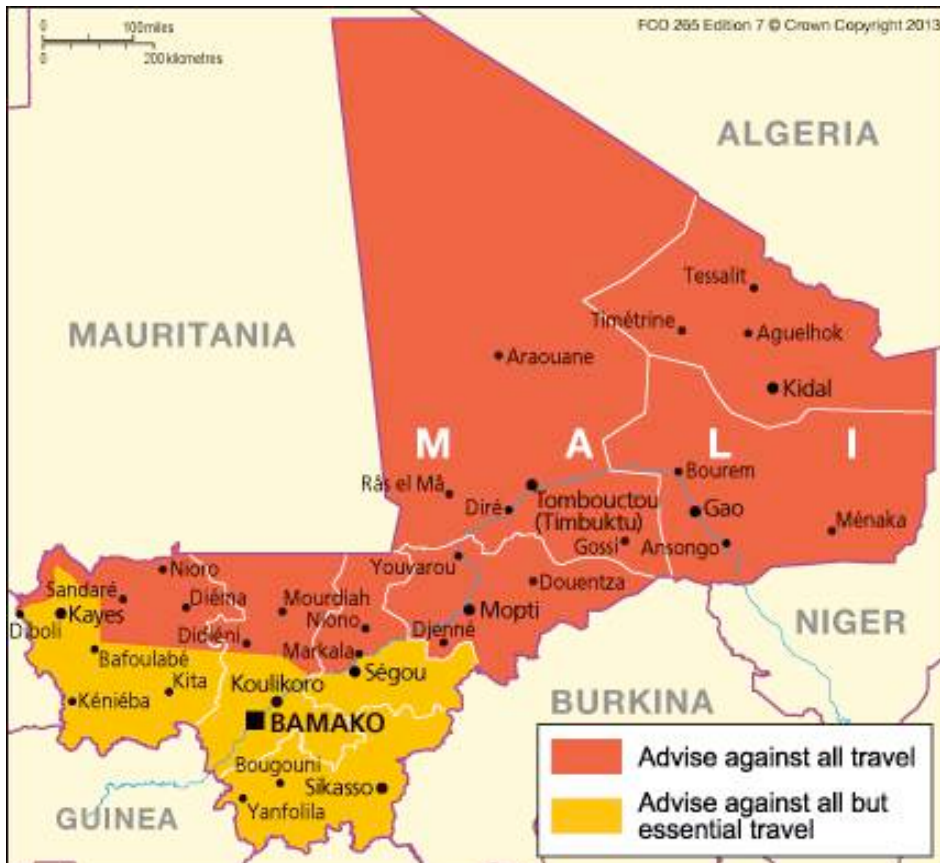 0 100miles
0 200 kilometres
FCO 265 Edition 7 © Crown Copyright 2013
ALGERIA
MAURITANIA
Tessalit
Timétrine
Aguelhok
Araouane
Kidal
M A L I
Râs el Mâ
Bourem
Diré
Tombouctou
(Timbuktu)
Gao
Gossi
Ansongo
Ménaka
Youvarou
Nioro
Douentza
Sandaré
Diéma
Mourdiah
Kayes
Niono
Mopti
NIGER
Diboli
Didiéni
Djenné
Bafoulabé
Markala
Ségou
Kita
Koulikoro
Kéniéba
BURKINA
BAMAKO
Bougouni
Sikasso
Yanfolila
GUINEA
Advise against all travel
Advise against all but
essential travel